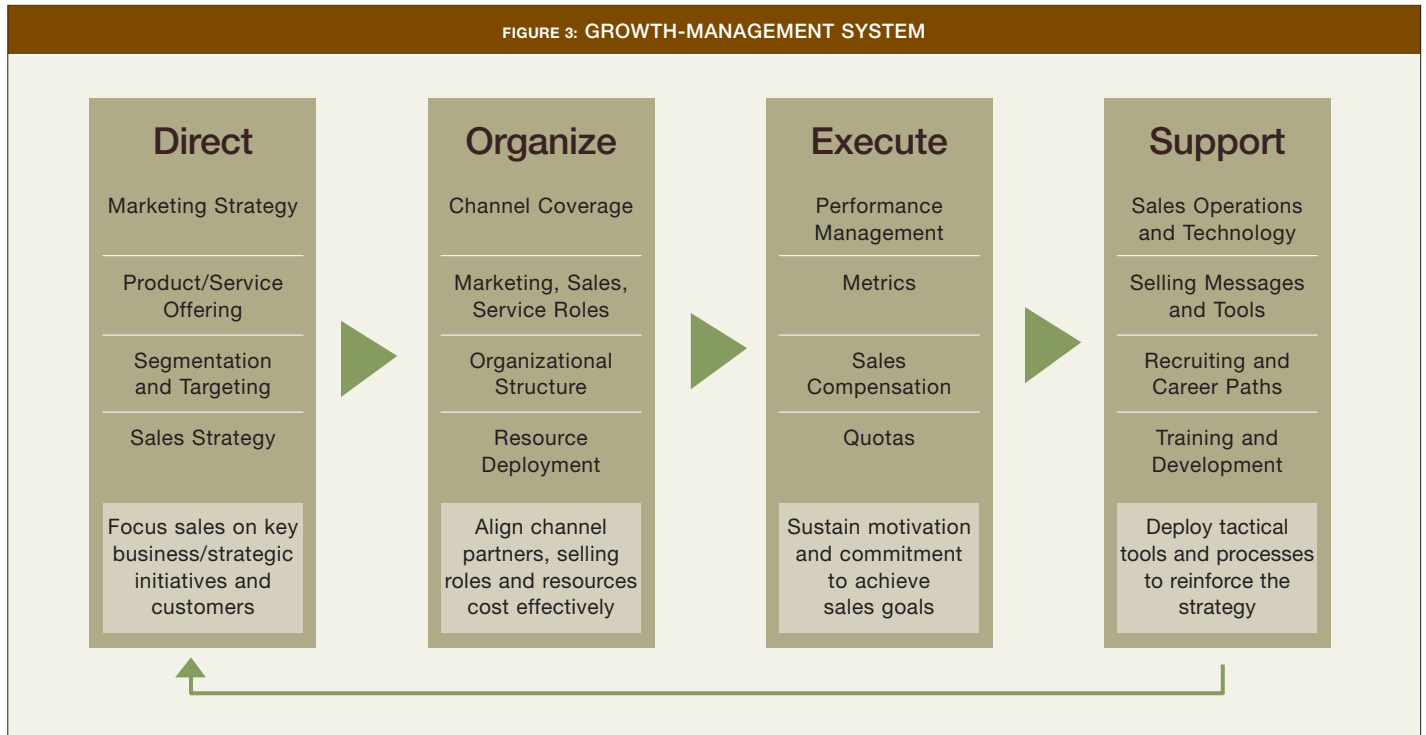 FIGURE 3: GROWTH-MANAGEMENT SYSTEM
Direct
Marketing Strategy
Product/Service
Offering
Segmentation
and Targeting
Sales Strategy
Focus sales on key
business/strategic
initiatives and
customers
Organize
Channel Coverage
Marketing, Sales,
Service Roles
Organizational
Structure
Resource
Deployment
Align channel
partners, selling
roles and resources
cost effectively
Execute
Performance
Management
Metrics
Sales
Compensation
Quotas
Sustain motivation
and commitment
to achieve
sales goals
Support
Sales Operations
and Technology
Selling Messages
and Tools
Recruiting and
Career Paths
Training and
Development
Deploy tactical
tools and processes
to reinforce the
strategy